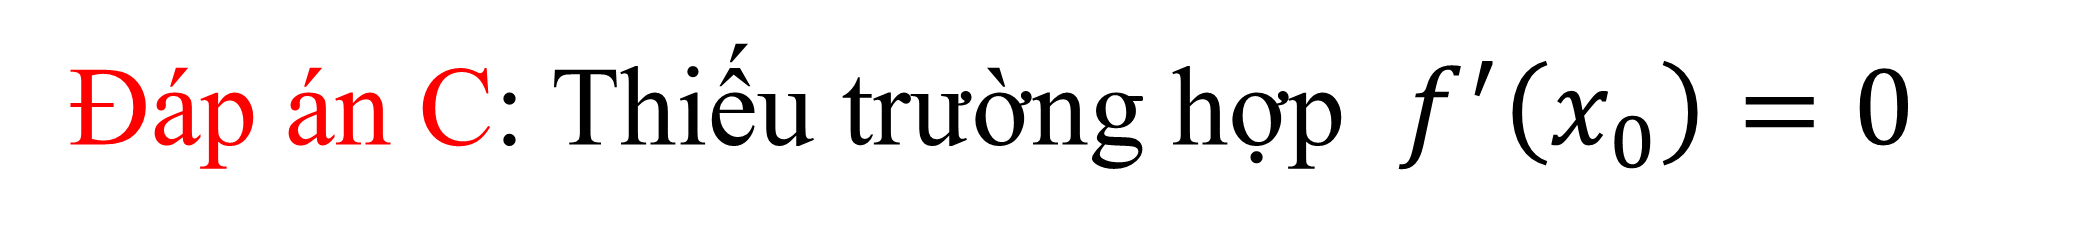 Đáp án C: Thiếu trường hợp f′(x₀) = 0